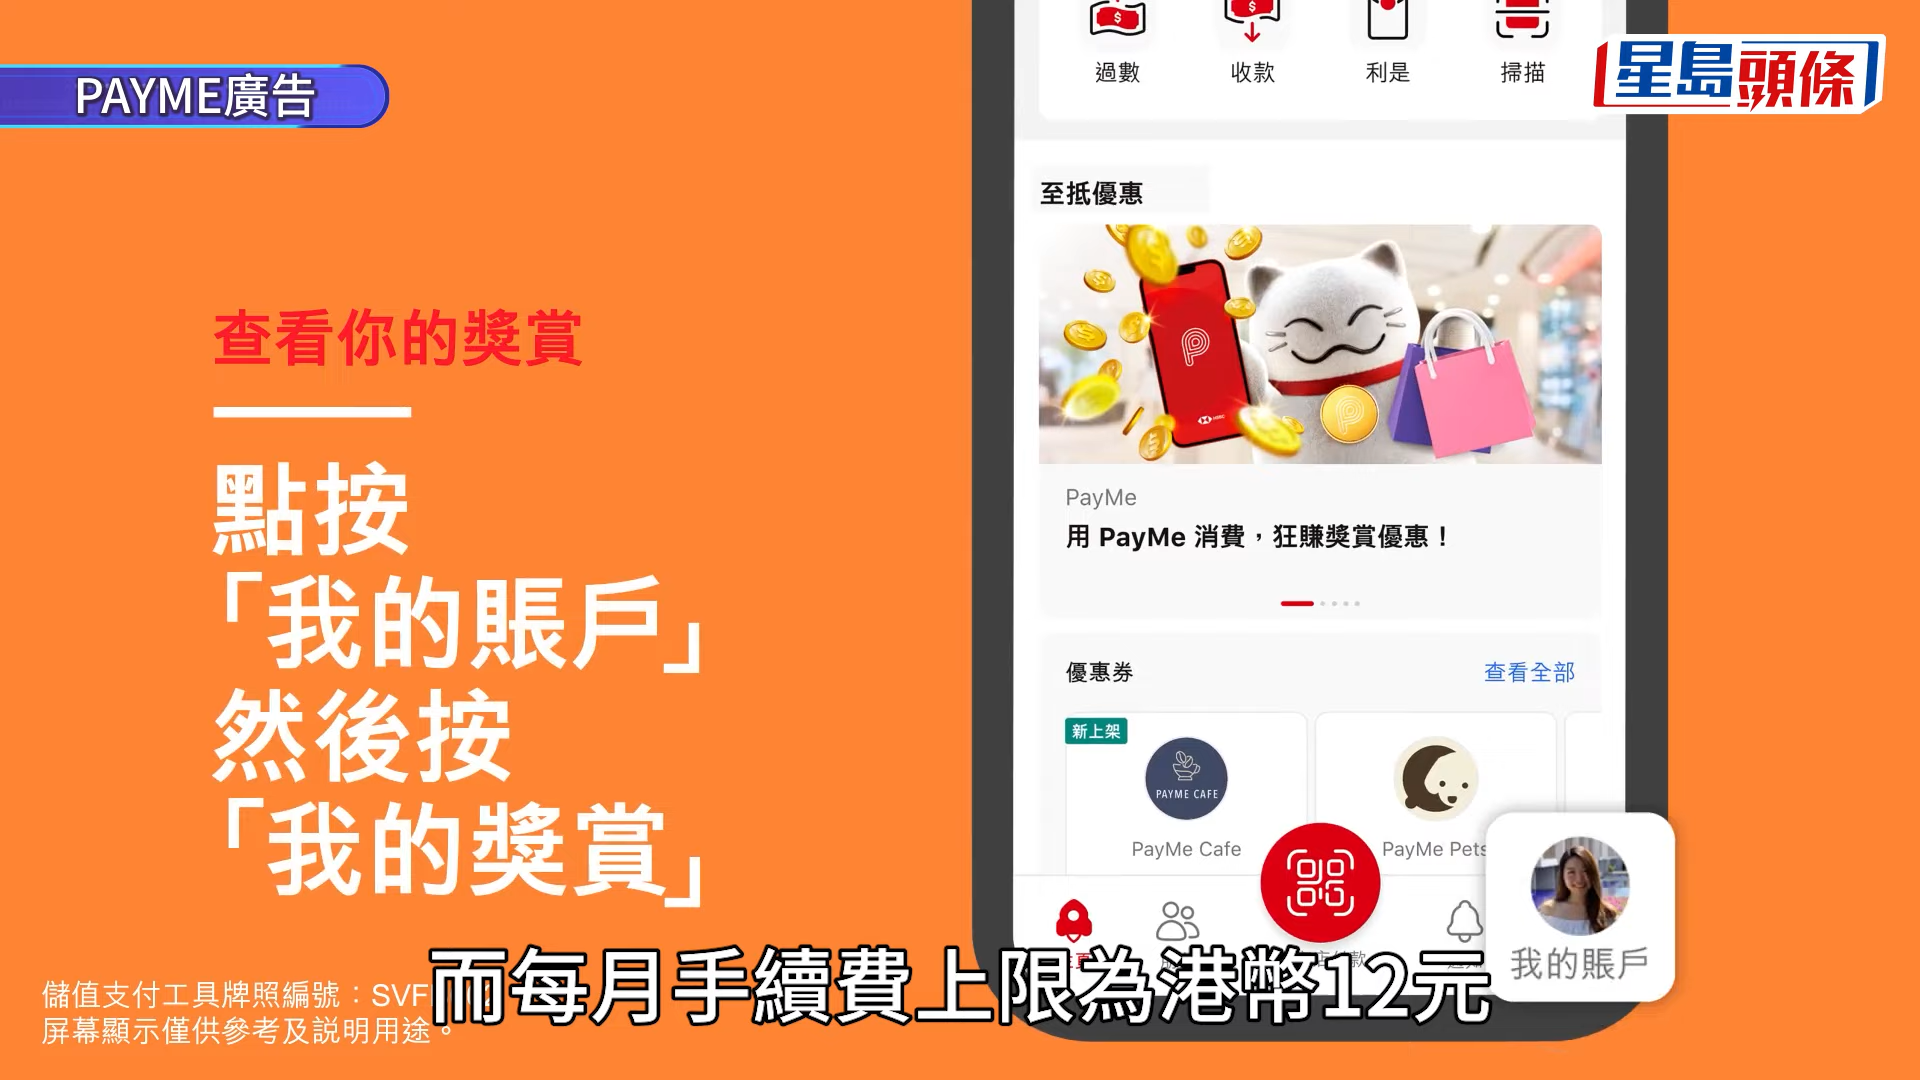 PAYME廣告
星島頭條
過數
收款
利是
掃描
至抵優惠
查看你的獎賞
點按
「我的賬戶」
然後按
「我的獎賞」
PayMe
用 PayMe 消費，狂賺獎賞優惠！
優惠券
查看全部
新上架
PAYME CAFE
PayMe Cafe
PayMe Pets
我的賬戶
儲值支付工具牌照編號：SVF
屏幕顯示僅供參考及説明用途。
而每月手續費上限為港幣12元